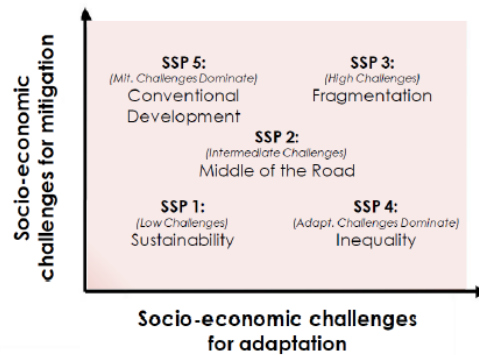 Socio-economic
challenges for mitigation
SSP 5:
(Mit. Challenges Dominate)
Conventional
Development
SSP 3:
(High Challenges)
Fragmentation
SSP 2:
(Intermediate Challenges)
Middle of the Road
SSP 1:
(Low Challenges)
Sustainability
SSP 4:
(Adapt. Challenges Dominate)
Inequality
Socio-economic challenges
for adaptation